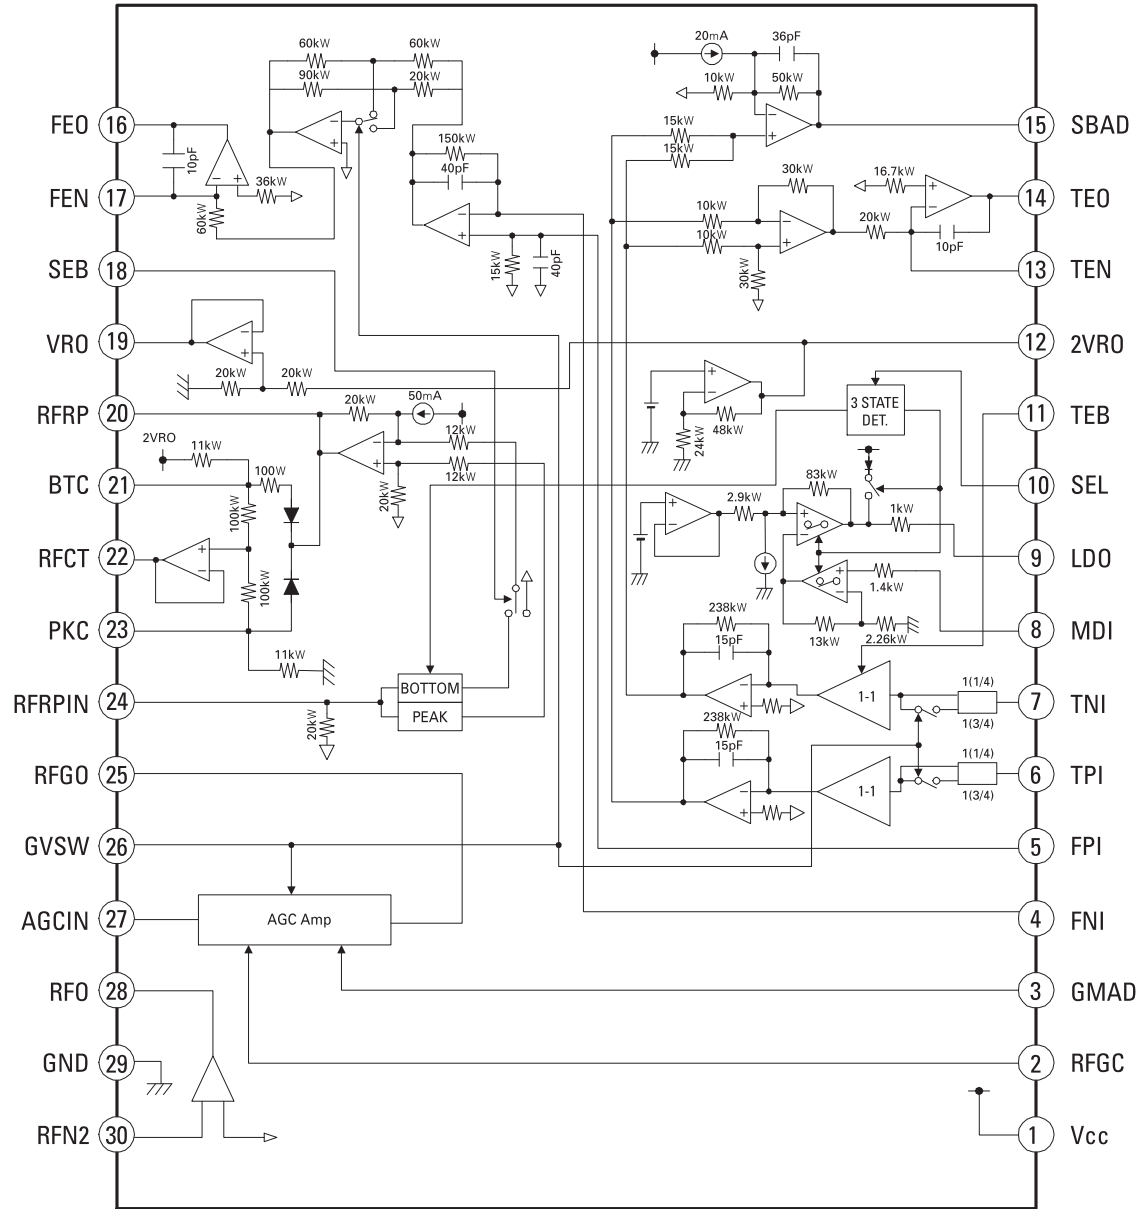 60kW 60kW
90kW 20kW
20mA 36pF
10kW 50kW
FEO 16
10pF
36kW
60kW
FEN 17
150kW
40pF
15kW
40pF
15kW
15kW
15 SBAD
30kW
16.7kW
10kW
10kW
20kW
10pF
30kW
14 TEO
13 TEN
SEB 18
VRO 19
20kW 20kW
12 2VRO
RFRP 20
20kW 50mA
12kW
12kW
20kW
48kW
24kW
3 STATE
DET.
11 TEB
2VRO
11kW
BTC 21
100W
100kW
83kW
2.9kW
1kW
10 SEL
RFCT 22
100kW
9 LDO
1.4kW
13kW 2.26kW
PKC 23
11kW
8 MDI
RFRPIN 24
20kW
BOTTOM
PEAK
238kW
15pF
1-1
1(1/4)
1(3/4)
7 TNI
RFGO 25
238kW
15pF
1-1
1(1/4)
1(3/4)
6 TPI
GVSW 26
5 FPI
AGCIN 27
AGC Amp
4 FNI
RFO 28
3 GMAD
GND 29
2 RFGC
RFN2 30
1 Vcc
+
−
+
−
+
−
+
−
+
−
+
−
+
−
+
−
+
−
+
−
+
−
+
−
+
−
+
−
+
−
+
−